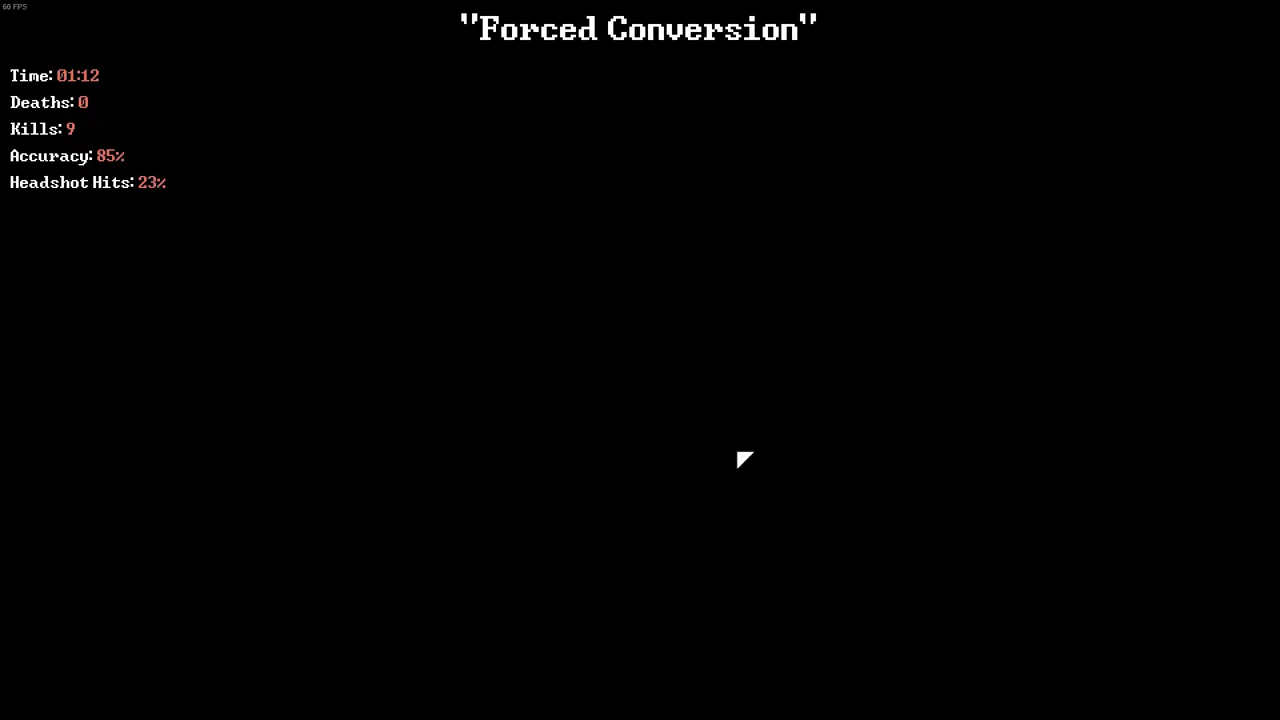 60 FPS
"Forced Conversion"
Time: 01:12
Deaths: 0
Kills: 9
Accuracy: 85%
Headshot Hits: 23%